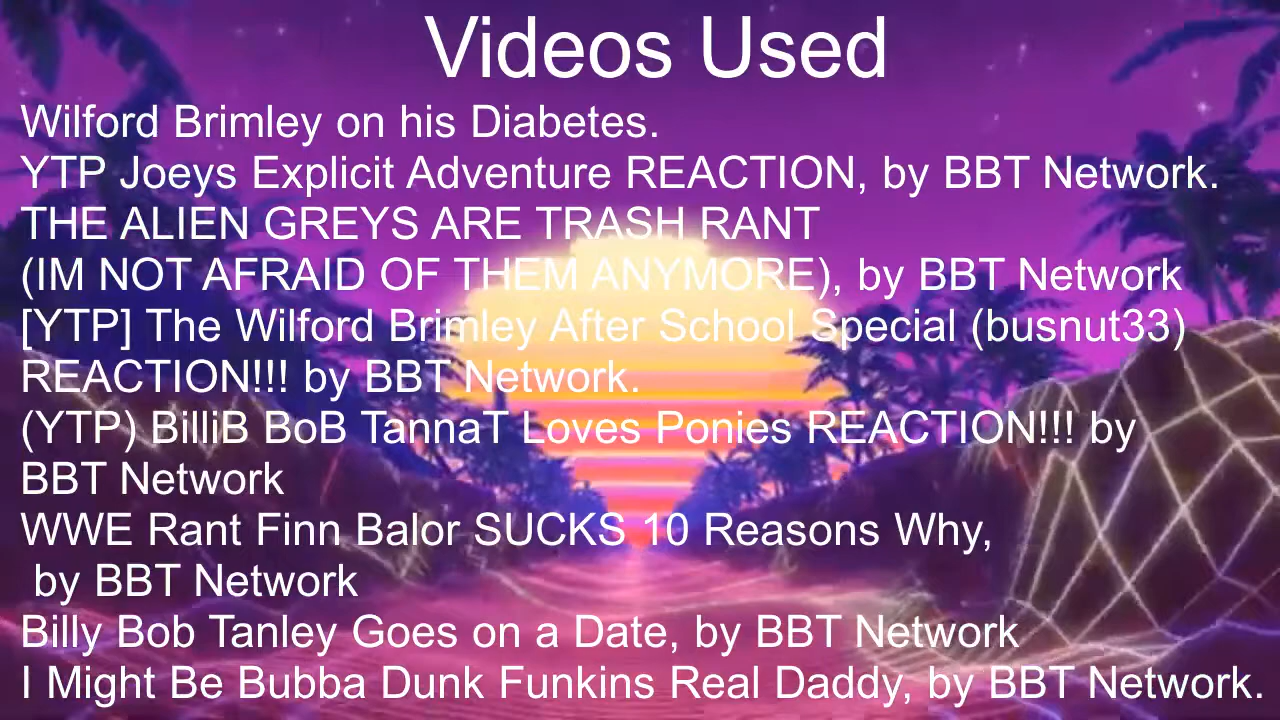 Videos Used
Wilford Brimley on his Diabetes.
YTP Joeys Explicit Adventure REACTION, by BBT Network.
THE ALIEN GREYS ARE TRASH RANT
(IM NOT AFRAID OF THEM ANYMORE), by BBT Network
[YTP] The Wilford Brimley After School Special (busnut33)
REACTION!!! by BBT Network.
(YTP) BilliB BoB TannaT Loves Ponies REACTION!!! by
BBT Network
WWE Rant Finn Balor SUCKS 10 Reasons Why,
by BBT Network
Billy Bob Tanley Goes on a Date, by BBT Network
I Might Be Bubba Dunk Funkins Real Daddy, by BBT Network.